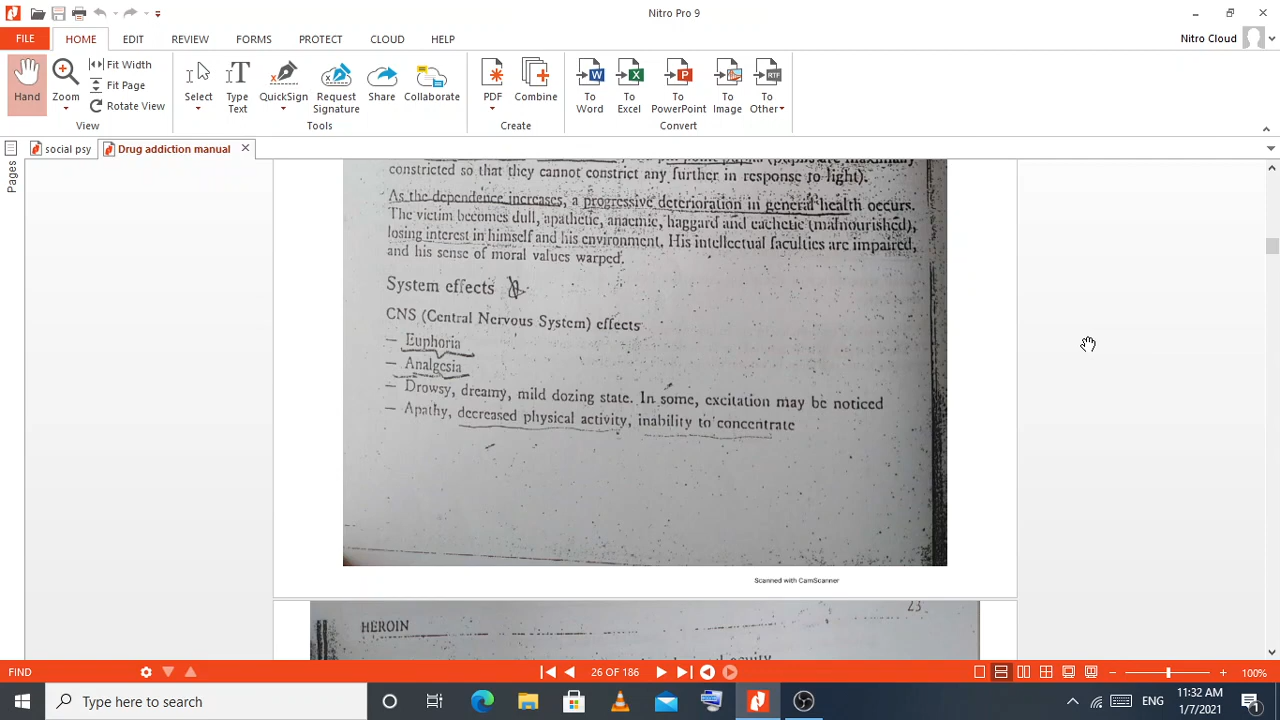 Nitro Pro 9
FILE HOME EDIT REVIEW FORMS PROTECT CLOUD HELP Nitro Cloud
Hand Zoom Fit Width Fit Page Rotate View Select Type Text QuickSign Request Signature Share Collaborate PDF Combine To Word To Excel To PowerPoint To Image To Other
View Tools Create Convert
social psy Drug addiction manual
Pages
constricted so that they cannot constrict any further in response to light).
As the dependence increases, a progressive deterioration in general health occurs.
The victim becomes dull, apathetic, anaemic, haggard and cachetic (malnourished),
losing interest in himself and his environment. His intellectual faculties are impaired,
and his sense of moral values warped.
System effects
CNS (Central Nervous System) effects
– Euphoria
– Analgesia
– Drowsy, dreamy, mild dozing state. In some, excitation may be noticed
– Apathy, decreased physical activity, inability to concentrate
Scanned with CamScanner
23
HEROIN
FIND 26 OF 186 100%
Type here to search ENG 11:32 AM
1/7/2021